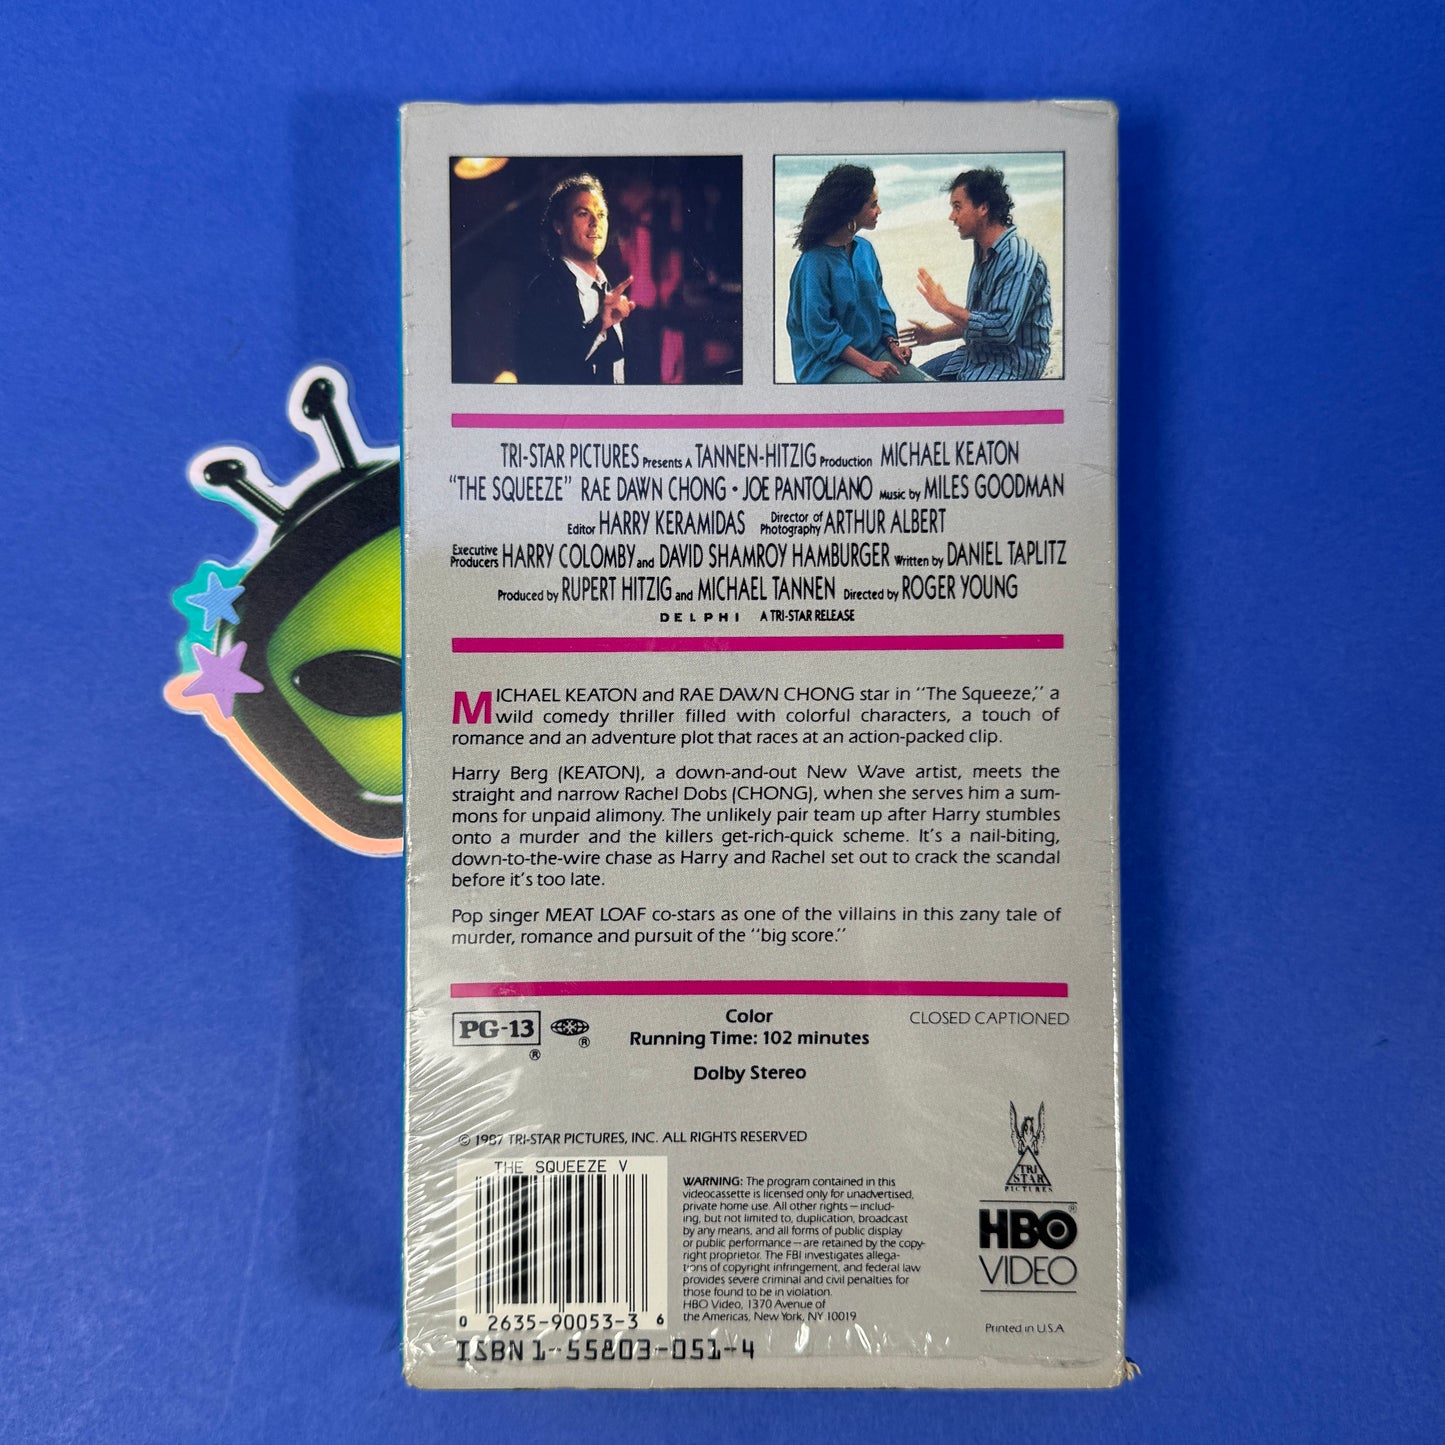 TRI-STAR PICTURES Presents A TANNEN-HITZIG Production MICHAEL KEATON
"THE SQUEEZE" RAE DAWN CHONG • JOE PANTOLIANO Music by MILES GOODMAN
Editor HARRY KERAMIDAS Director of Photography ARTHUR ALBERT
Executive Producers HARRY COLOMBY and DAVID SHAMROY HAMBURGER Written by DANIEL TAPLITZ
Produced by RUPERT HITZIG and MICHAEL TANNEN Directed by ROGER YOUNG
DELPHI A TRI-STAR RELEASE
MICHAEL KEATON and RAE DAWN CHONG star in "The Squeeze," a
wild comedy thriller filled with colorful characters, a touch of
romance and an adventure plot that races at an action-packed clip.
Harry Berg (KEATON), a down-and-out New Wave artist, meets the
straight and narrow Rachel Dobs (CHONG), when she serves him a sum-
mons for unpaid alimony. The unlikely pair team up after Harry stumbles
onto a murder and the killers get-rich-quick scheme. It's a nail-biting,
down-to-the-wire chase as Harry and Rachel set out to crack the scandal
before it's too late.
Pop singer MEAT LOAF co-stars as one of the villains in this zany tale of
murder, romance and pursuit of the "big score."
PG-13 ® ®
Color
Running Time: 102 minutes
Dolby Stereo
CLOSED CAPTIONED
© 1987 TRI-STAR PICTURES, INC. ALL RIGHTS RESERVED
THE SQUEEZE V
0 2635-90053-3 6
ISBN 1-55803-051-4
WARNING: The program contained in this
videocassette is licensed only for unadvertised,
private home use. All other rights — includ-
ing, but not limited to, duplication, broadcast
by any means, and all forms of public display
or public performance — are retained by the copy-
right proprietor. The FBI investigates allega-
tions of copyright infringement, and federal law
provides severe criminal and civil penalties for
those found to be in violation.
HBO Video, 1370 Avenue of
the Americas, New York, NY 10019
TRI
STAR
PICTURES
HBO®
VIDEO
Printed in U.S.A.